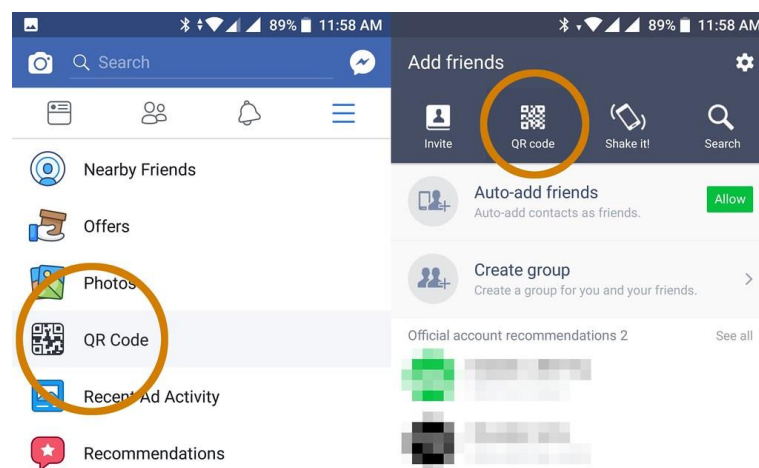 89% 11:58 AM
Search
Nearby Friends
Offers
Photos
QR Code
Recent Ad Activity
Recommendations
89% 11:58 AM
Add friends
Invite
QR code
Shake it!
Search
Auto-add friends
Allow
Auto-add contacts as friends.
Create group
Create a group for you and your friends.
Official account recommendations 2
See all